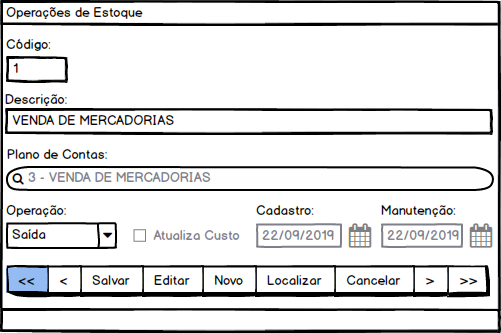 Operações de Estoque
Código:
1
Descrição:
VENDA DE MERCADORIAS
Plano de Contas:
3 - VENDA DE MERCADORIAS
Operação: Cadastro: Manutenção:
Saída Atualiza Custo 22/09/2019 22/09/2019
<< < Salvar Editar Novo Localizar Cancelar > >>